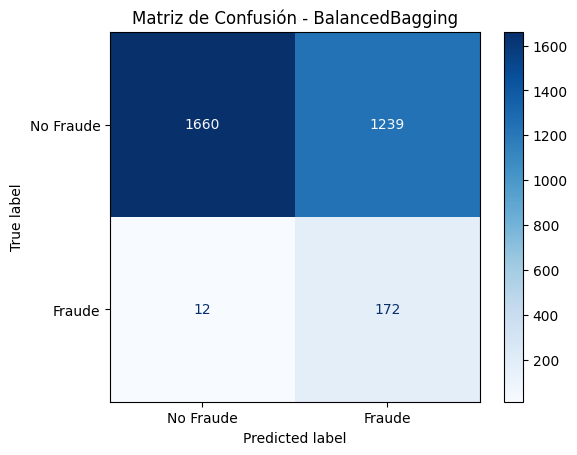 Matriz de Confusión - BalancedBagging
True label
No Fraude
1660
1239
Fraude
12
172
No Fraude
Fraude
Predicted label
1600
1400
1200
1000
800
600
400
200